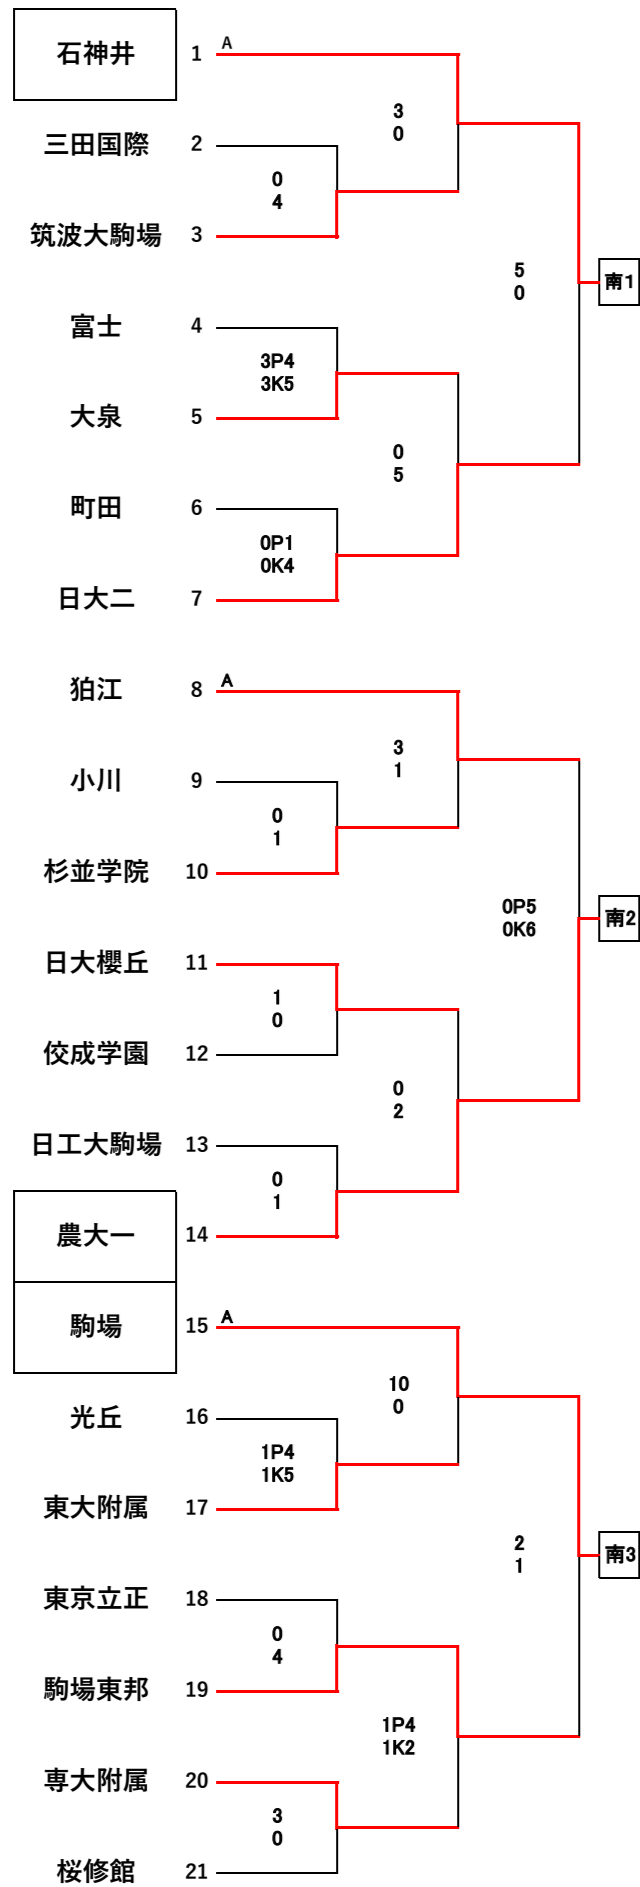 石神井 1 A
3
0
三田国際 2
0
4
筑波大駒場 3
5
0
南1
富士 4
3P4
3K5
大泉 5
0
5
町田 6
0P1
0K4
日大二 7
狛江 8 A
3
1
小川 9
0
1
杉並学院 10
0P5
0K6
南2
日大櫻丘 11
1
0
佼成学園 12
0
2
日工大駒場 13
0
1
農大一 14
駒場 15 A
10
0
光丘 16
1P4
1K5
東大附属 17
2
1
南3
東京立正 18
0
4
駒場東邦 19
1P4
1K2
専大附属 20
3
0
桜修館 21